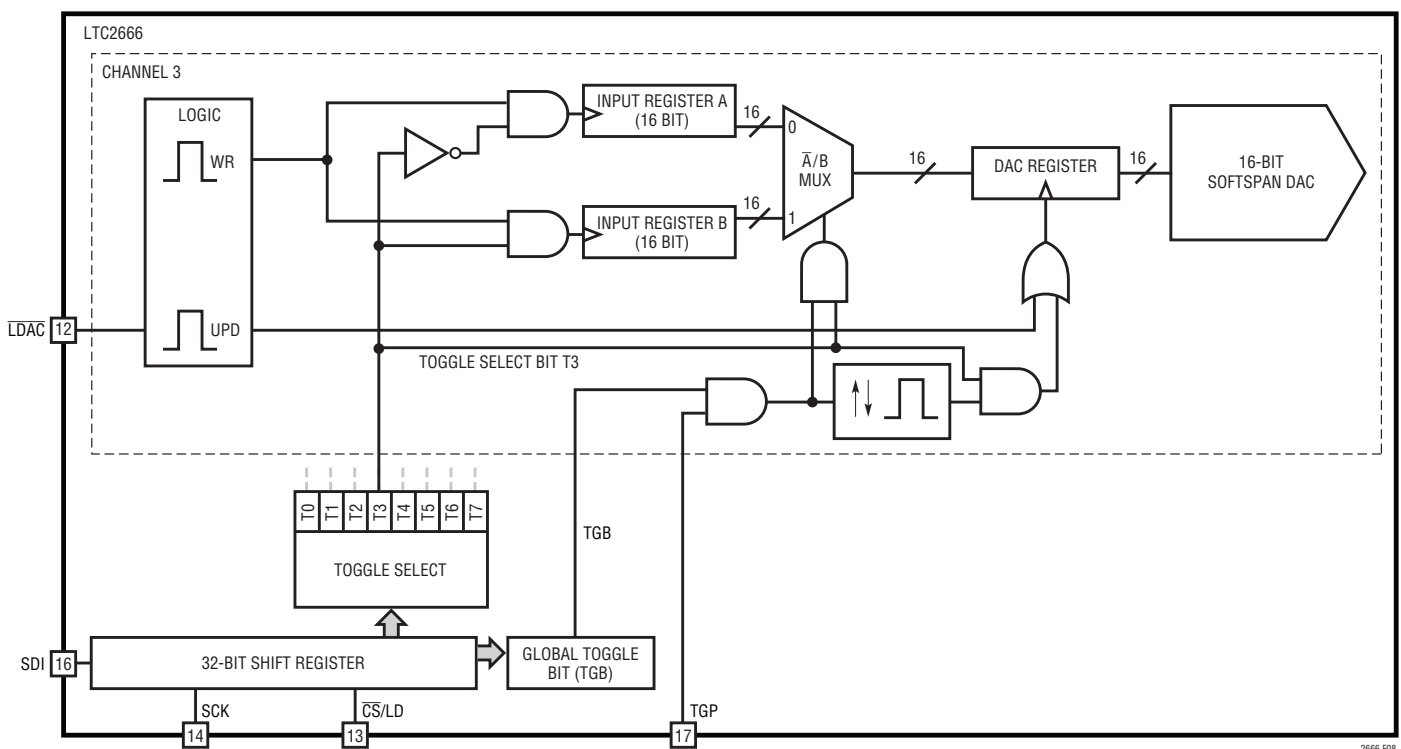 LTC2666
CHANNEL 3
LOGIC
WR
UPD
INPUT REGISTER A
(16 BIT)
16
0
INPUT REGISTER B
(16 BIT)
16
1
A̅/B
MUX
16
DAC REGISTER
16
16-BIT
SOFTSPAN DAC
L̅D̅A̅C̅ 12
TOGGLE SELECT BIT T3
T0 T1 T2 T3 T4 T5 T6 T7
TOGGLE SELECT
TGB
SDI 16
32-BIT SHIFT REGISTER
GLOBAL TOGGLE
BIT (TGB)
SCK
14
C̅S̅/LD
13
TGP
17
2666 F08